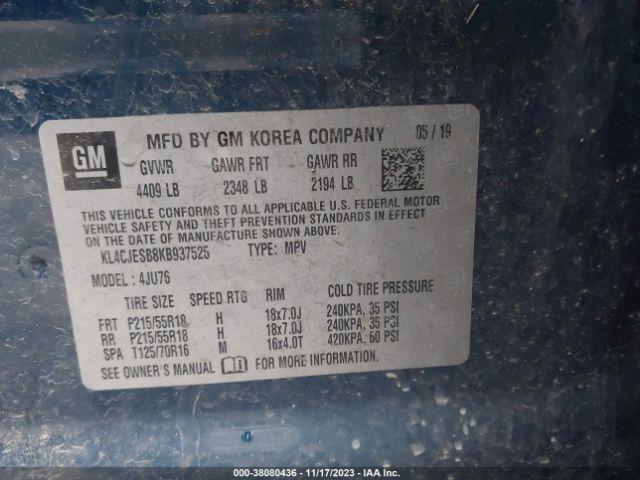 GM
MFD BY GM KOREA COMPANY 05/19
GVWR GAWR FRT GAWR RR
4409 LB 2348 LB 2194 LB
THIS VEHICLE CONFORMS TO ALL APPLICABLE U.S. FEDERAL MOTOR
VEHICLE SAFETY AND THEFT PREVENTION STANDARDS IN EFFECT
ON THE DATE OF MANUFACTURE SHOWN ABOVE.
KL4CJESB8KB937525 TYPE: MPV
MODEL: 4JU76
TIRE SIZE SPEED RTG RIM COLD TIRE PRESSURE
FRT P215/55R18 H 18x7.0J 240KPA, 35 PSI
RR P215/55R18 H 18x7.0J 240KPA, 35 PSI
SPA T125/70R16 M 16x4.0T 420KPA, 60 PSI
SEE OWNER'S MANUAL FOR MORE INFORMATION
000-38080436 - 11/17/2023 - IAA Inc.